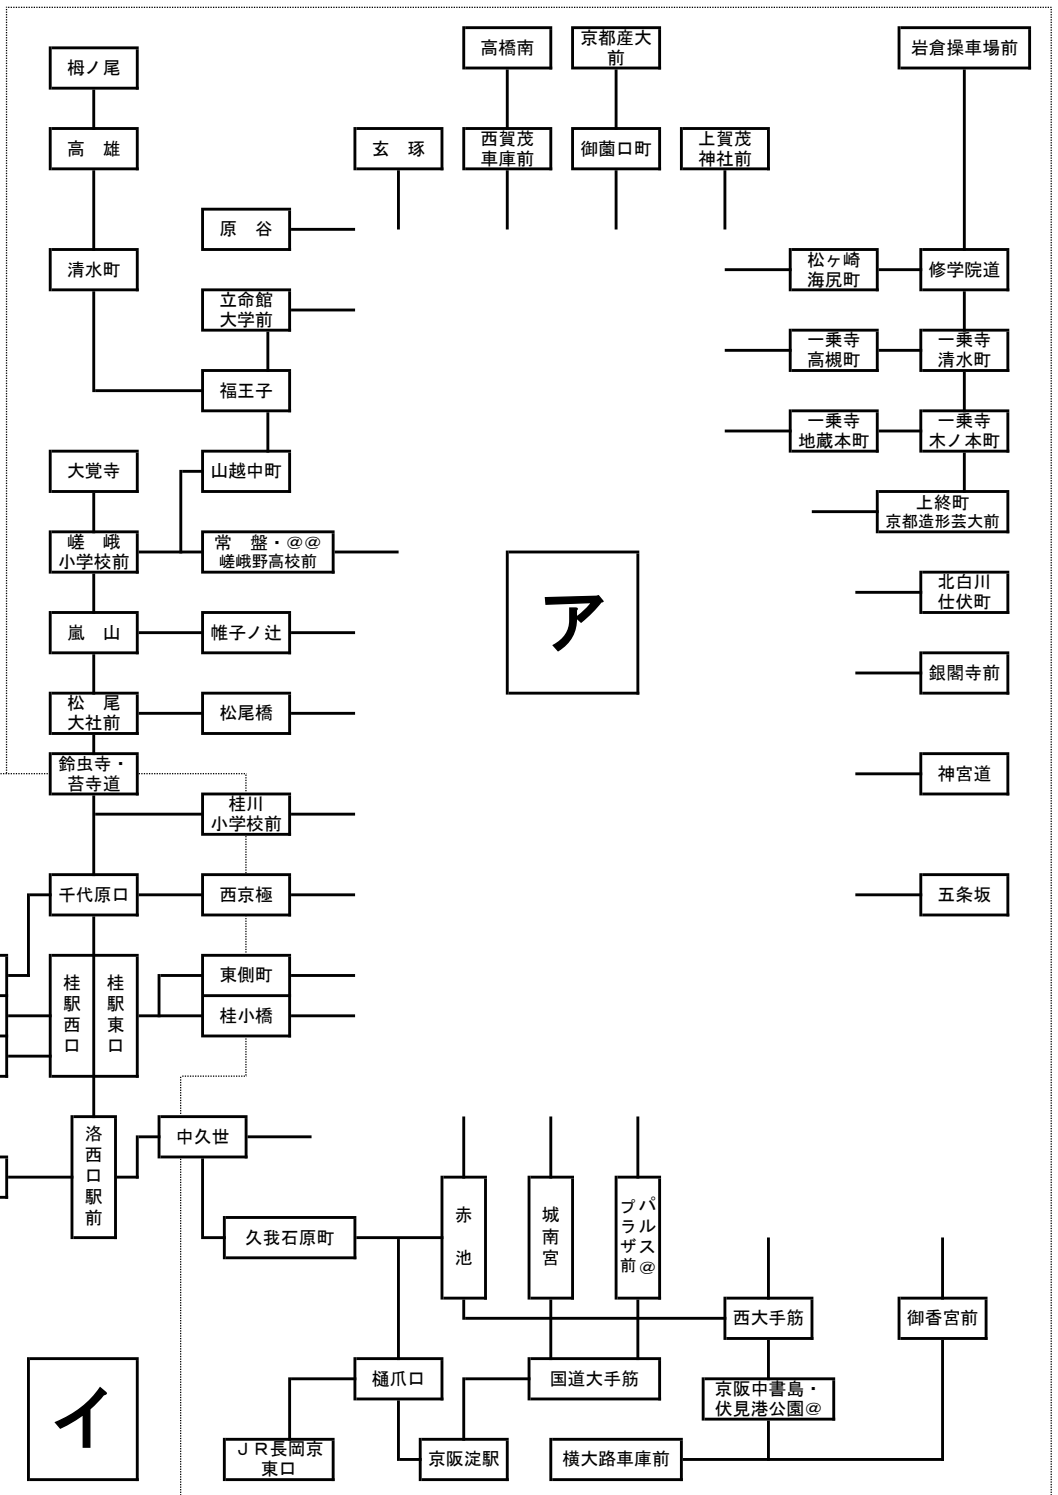 栂ノ尾
高橋南
京都産大
前
岩倉操車場前
高　雄
玄　琢
西賀茂
車庫前
御薗口町
上賀茂
神社前
原　谷
清水町
松ヶ崎
海尻町
修学院道
立命館
大学前
一乗寺
高槻町
一乗寺
清水町
福王子
一乗寺
地蔵本町
一乗寺
木ノ本町
大覚寺
山越中町
上終町
京都造形芸大前
嵯　峨
小学校前
常　盤・@@
嵯峨野高校前
ア
北白川
仕伏町
嵐　山
帷子ノ辻
銀閣寺前
松　尾
大社前
松尾橋
鈴虫寺・
苔寺道
神宮道
桂川
小学校前
千代原口
西京極
五条坂
桂駅西口
桂駅東口
東側町
桂小橋
洛西口駅前
中久世
久我石原町
赤　池
城南宮
パルス@
プラザ前
西大手筋
御香宮前
イ
樋爪口
国道大手筋
京阪中書島・
伏見港公園@
ＪＲ長岡京
東口
京阪淀駅
横大路車庫前